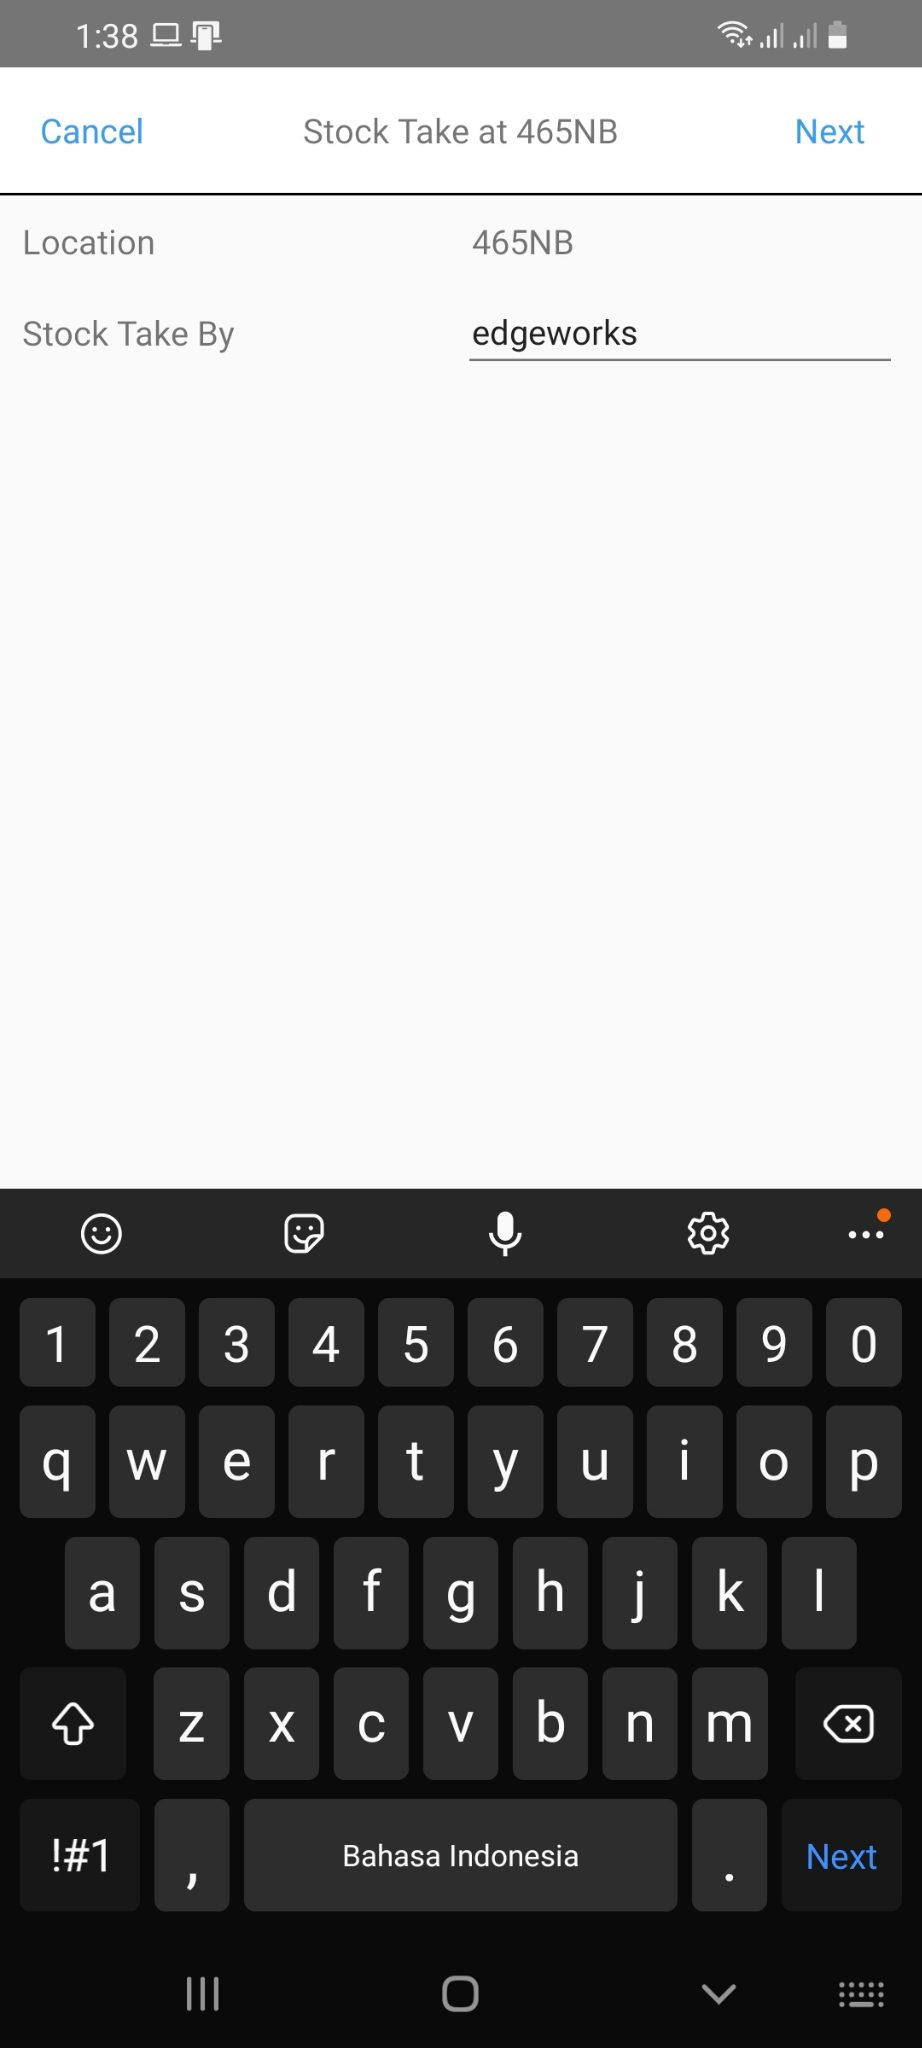 1:38
Cancel Stock Take at 465NB Next
Location 465NB
Stock Take By edgeworks
1 2 3 4 5 6 7 8 9 0
q w e r t y u i o p
a s d f g h j k l
z x c v b n m
!#1 , Bahasa Indonesia . Next